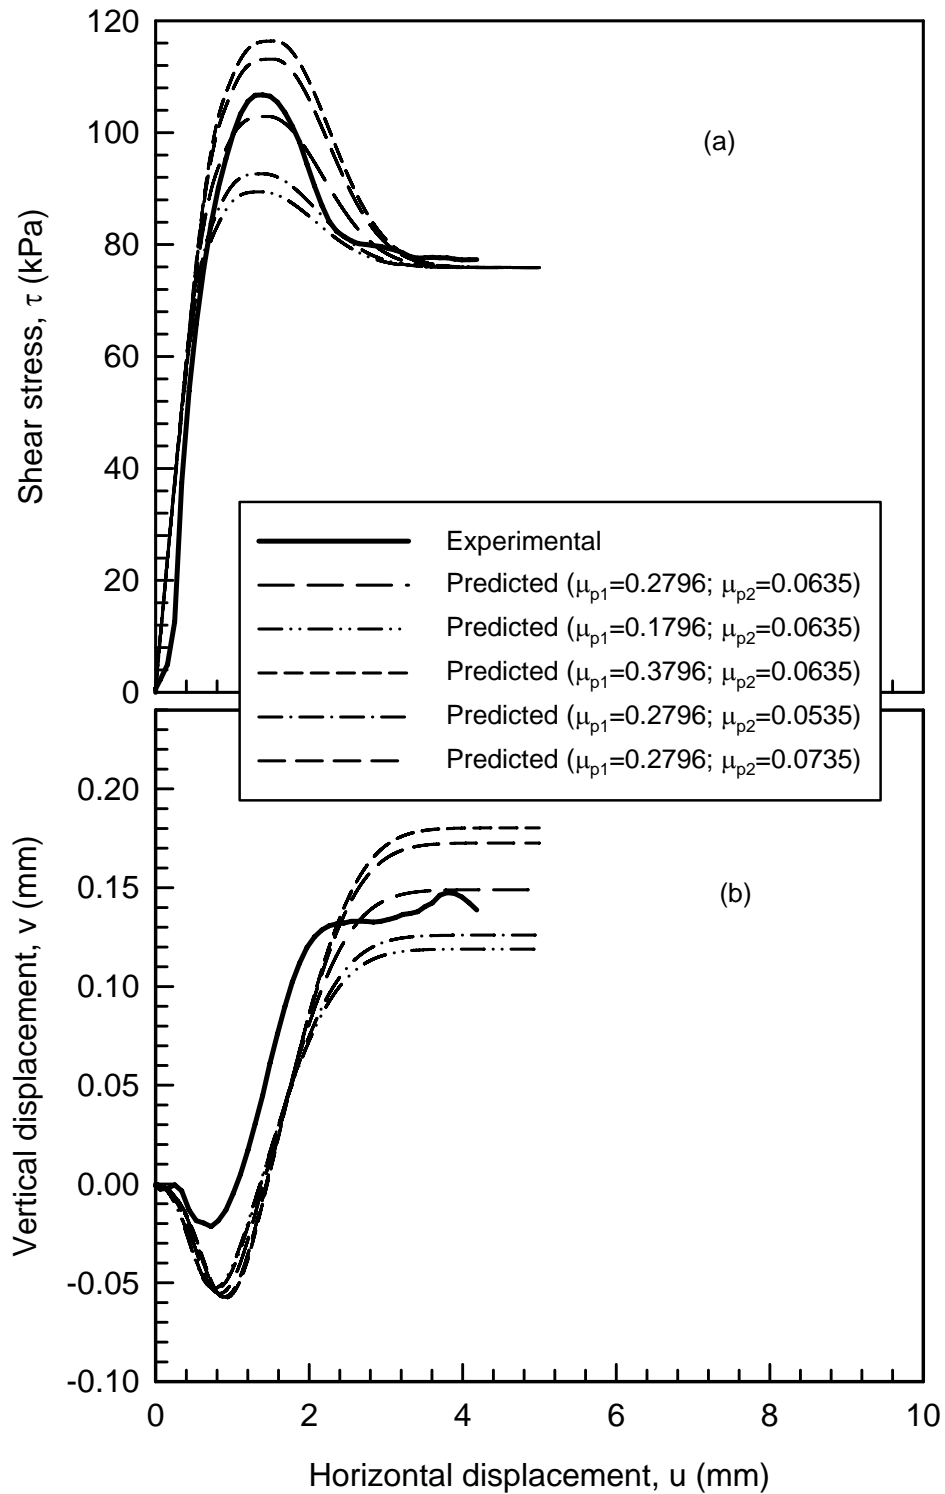 120
100
80
60
40
20
0
Shear stress, τ (kPa)
(a)
Experimental
Predicted (μp1=0.2796; μp2=0.0635)
Predicted (μp1=0.1796; μp2=0.0635)
Predicted (μp1=0.3796; μp2=0.0635)
Predicted (μp1=0.2796; μp2=0.0535)
Predicted (μp1=0.2796; μp2=0.0735)
0.20
0.15
0.10
0.05
0.00
-0.05
-0.10
Vertical displacement, v (mm)
(b)
0 2 4 6 8 10
Horizontal displacement, u (mm)